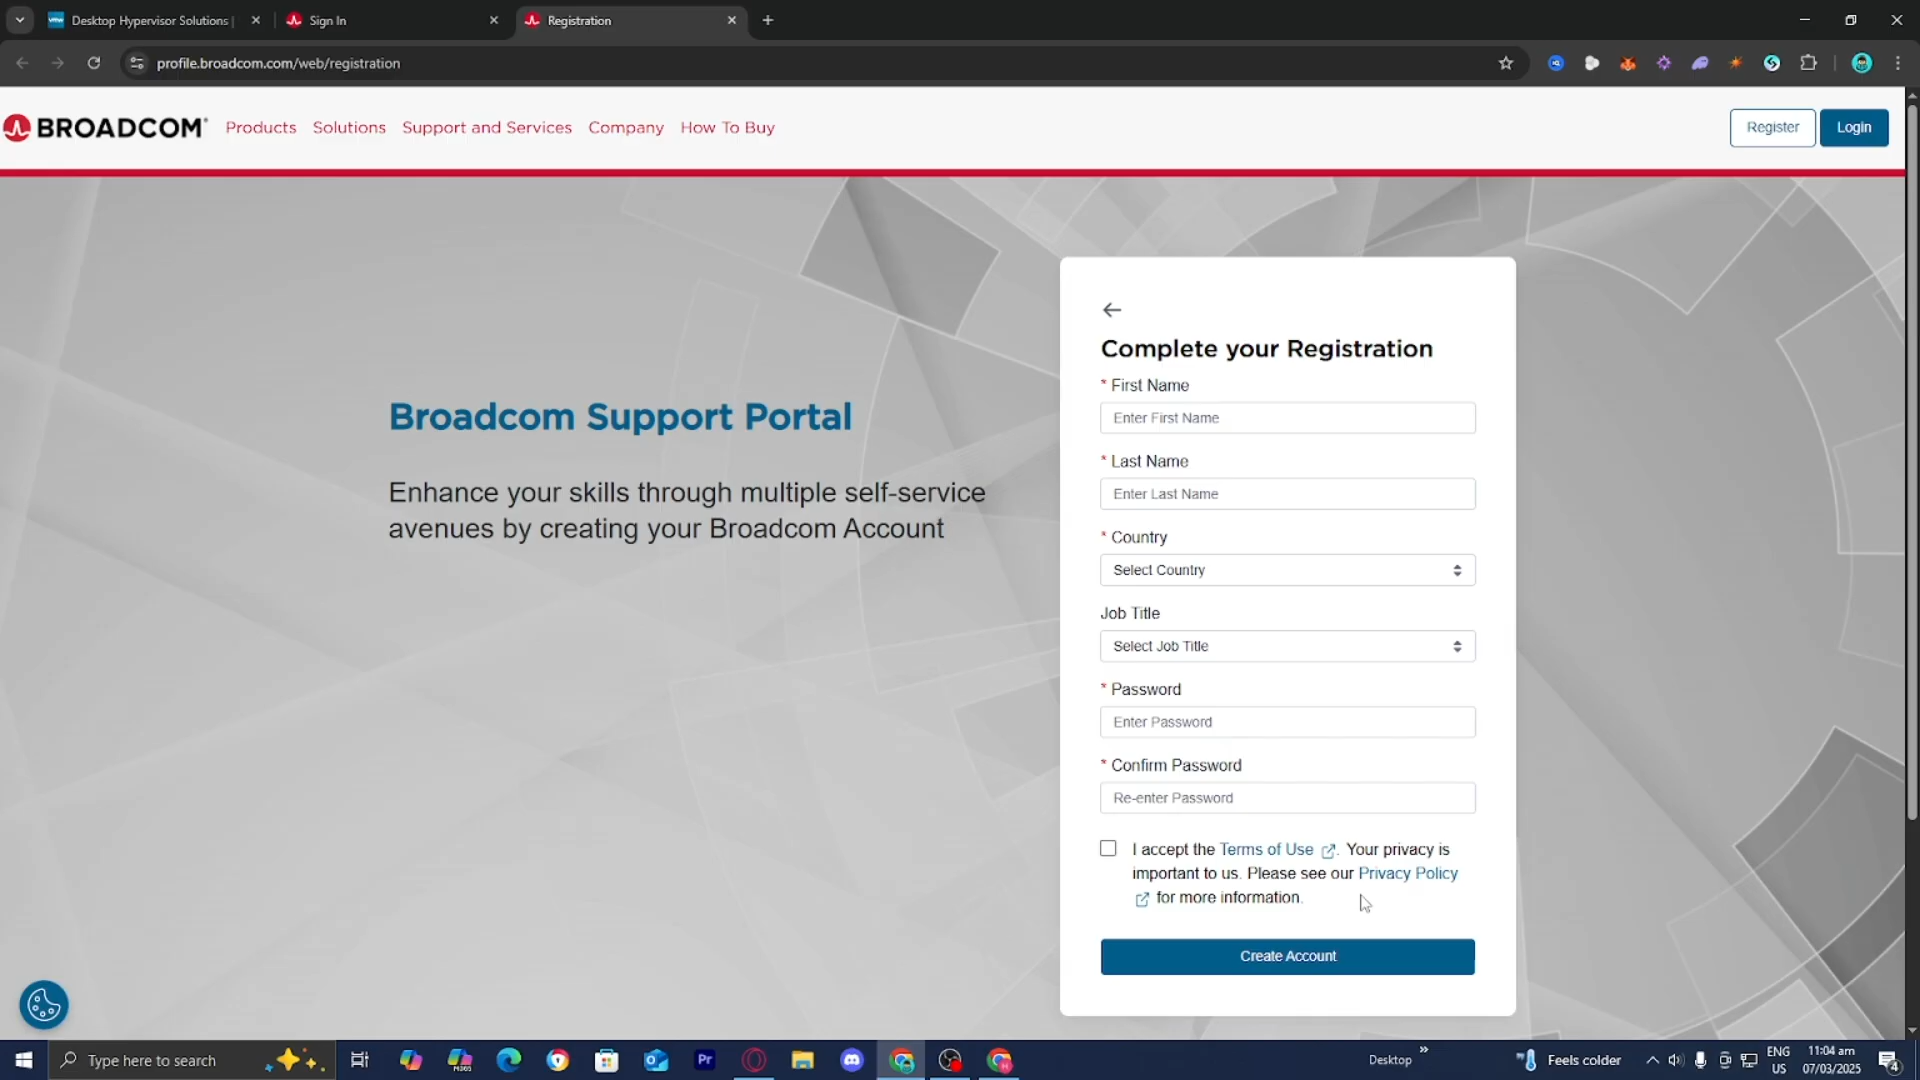 Desktop Hypervisor Solutions |
Sign In
Registration
profile.broadcom.com/web/registration
BROADCOM
Products
Solutions
Support and Services
Company
How To Buy
Register
Login
Broadcom Support Portal
Enhance your skills through multiple self-service
avenues by creating your Broadcom Account
Complete your Registration
* First Name
Enter First Name
* Last Name
Enter Last Name
* Country
Select Country
Job Title
Select Job Title
* Password
Enter Password
* Confirm Password
Re-enter Password
I accept the Terms of Use . Your privacy is
important to us. Please see our Privacy Policy
for more information.
Create Account
Type here to search
M365
Pr
Desktop
Feels colder
ENG
US
11:04 am
07/03/2025
4